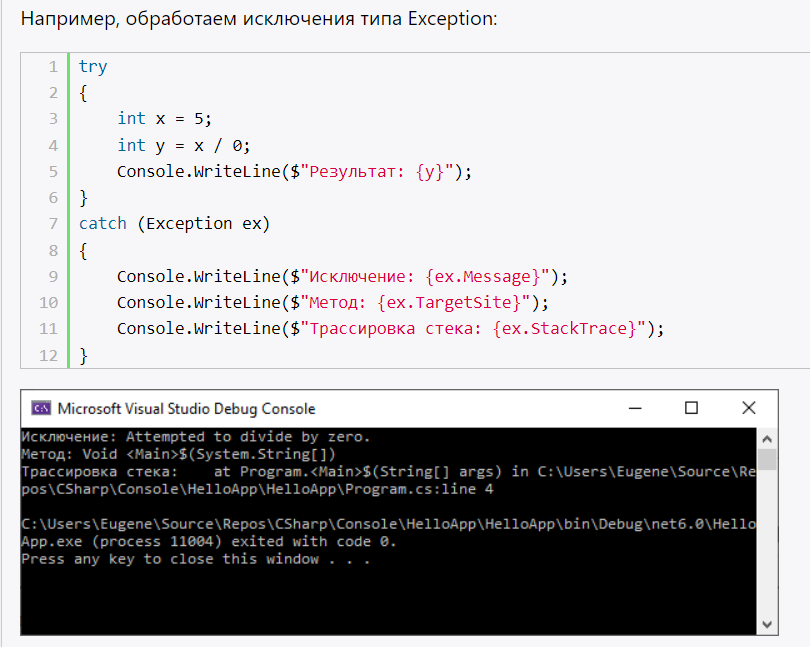 Например, обработаем исключения типа Exception:
1 try
2 {
3     int x = 5;
4     int y = x / 0;
5     Console.WriteLine($"Результат: {y}");
6 }
7 catch (Exception ex)
8 {
9     Console.WriteLine($"Исключение: {ex.Message}");
10     Console.WriteLine($"Метод: {ex.TargetSite}");
11     Console.WriteLine($"Трассировка стека: {ex.StackTrace}");
12 }
C:\ Microsoft Visual Studio Debug Console
Исключение: Attempted to divide by zero.
Метод: Void <Main>$(System.String[])
Трассировка стека:    at Program.<Main>$(String[] args) in C:\Users\Eugene\Source\Re
pos\CSharp\Console\HelloApp\HelloApp\Program.cs:line 4
C:\Users\Eugene\Source\Repos\CSharp\Console\HelloApp\HelloApp\bin\Debug\net6.0\Hello
App.exe (process 11004) exited with code 0.
Press any key to close this window . . .